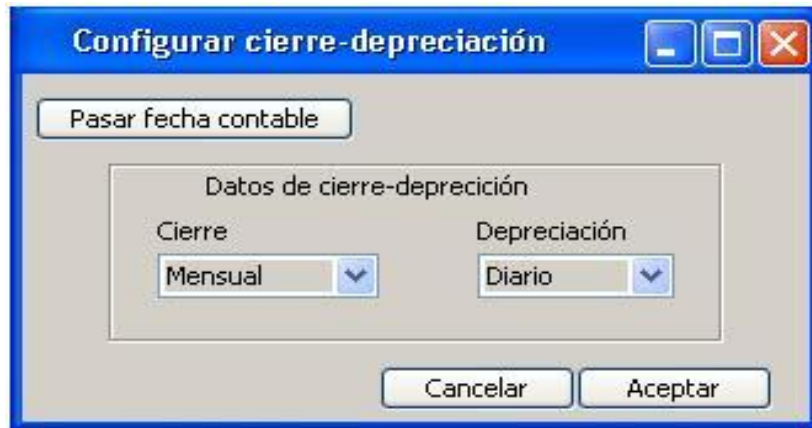 Configurar cierre-depreciación
Pasar fecha contable
Datos de cierre-deprecición
Cierre Depreciación
Mensual Diario
Cancelar Aceptar